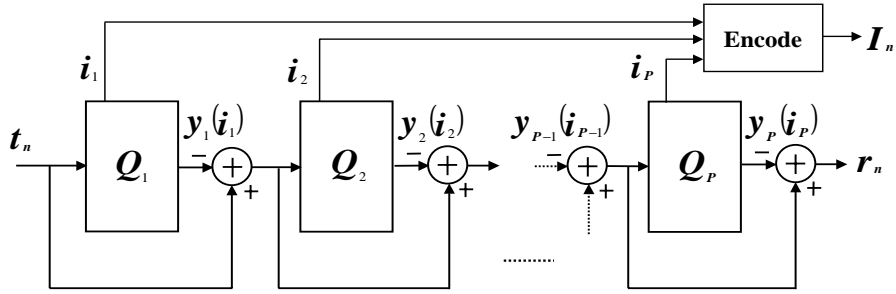 Encode
I_n
i_1
i_2
i_P
t_n
Q_1
y_1(i_1)
−
+
+
Q_2
y_2(i_2)
−
+
+
y_{P−1}(i_{P−1})
−
+
+
Q_P
y_P(i_P)
−
+
+
r_n